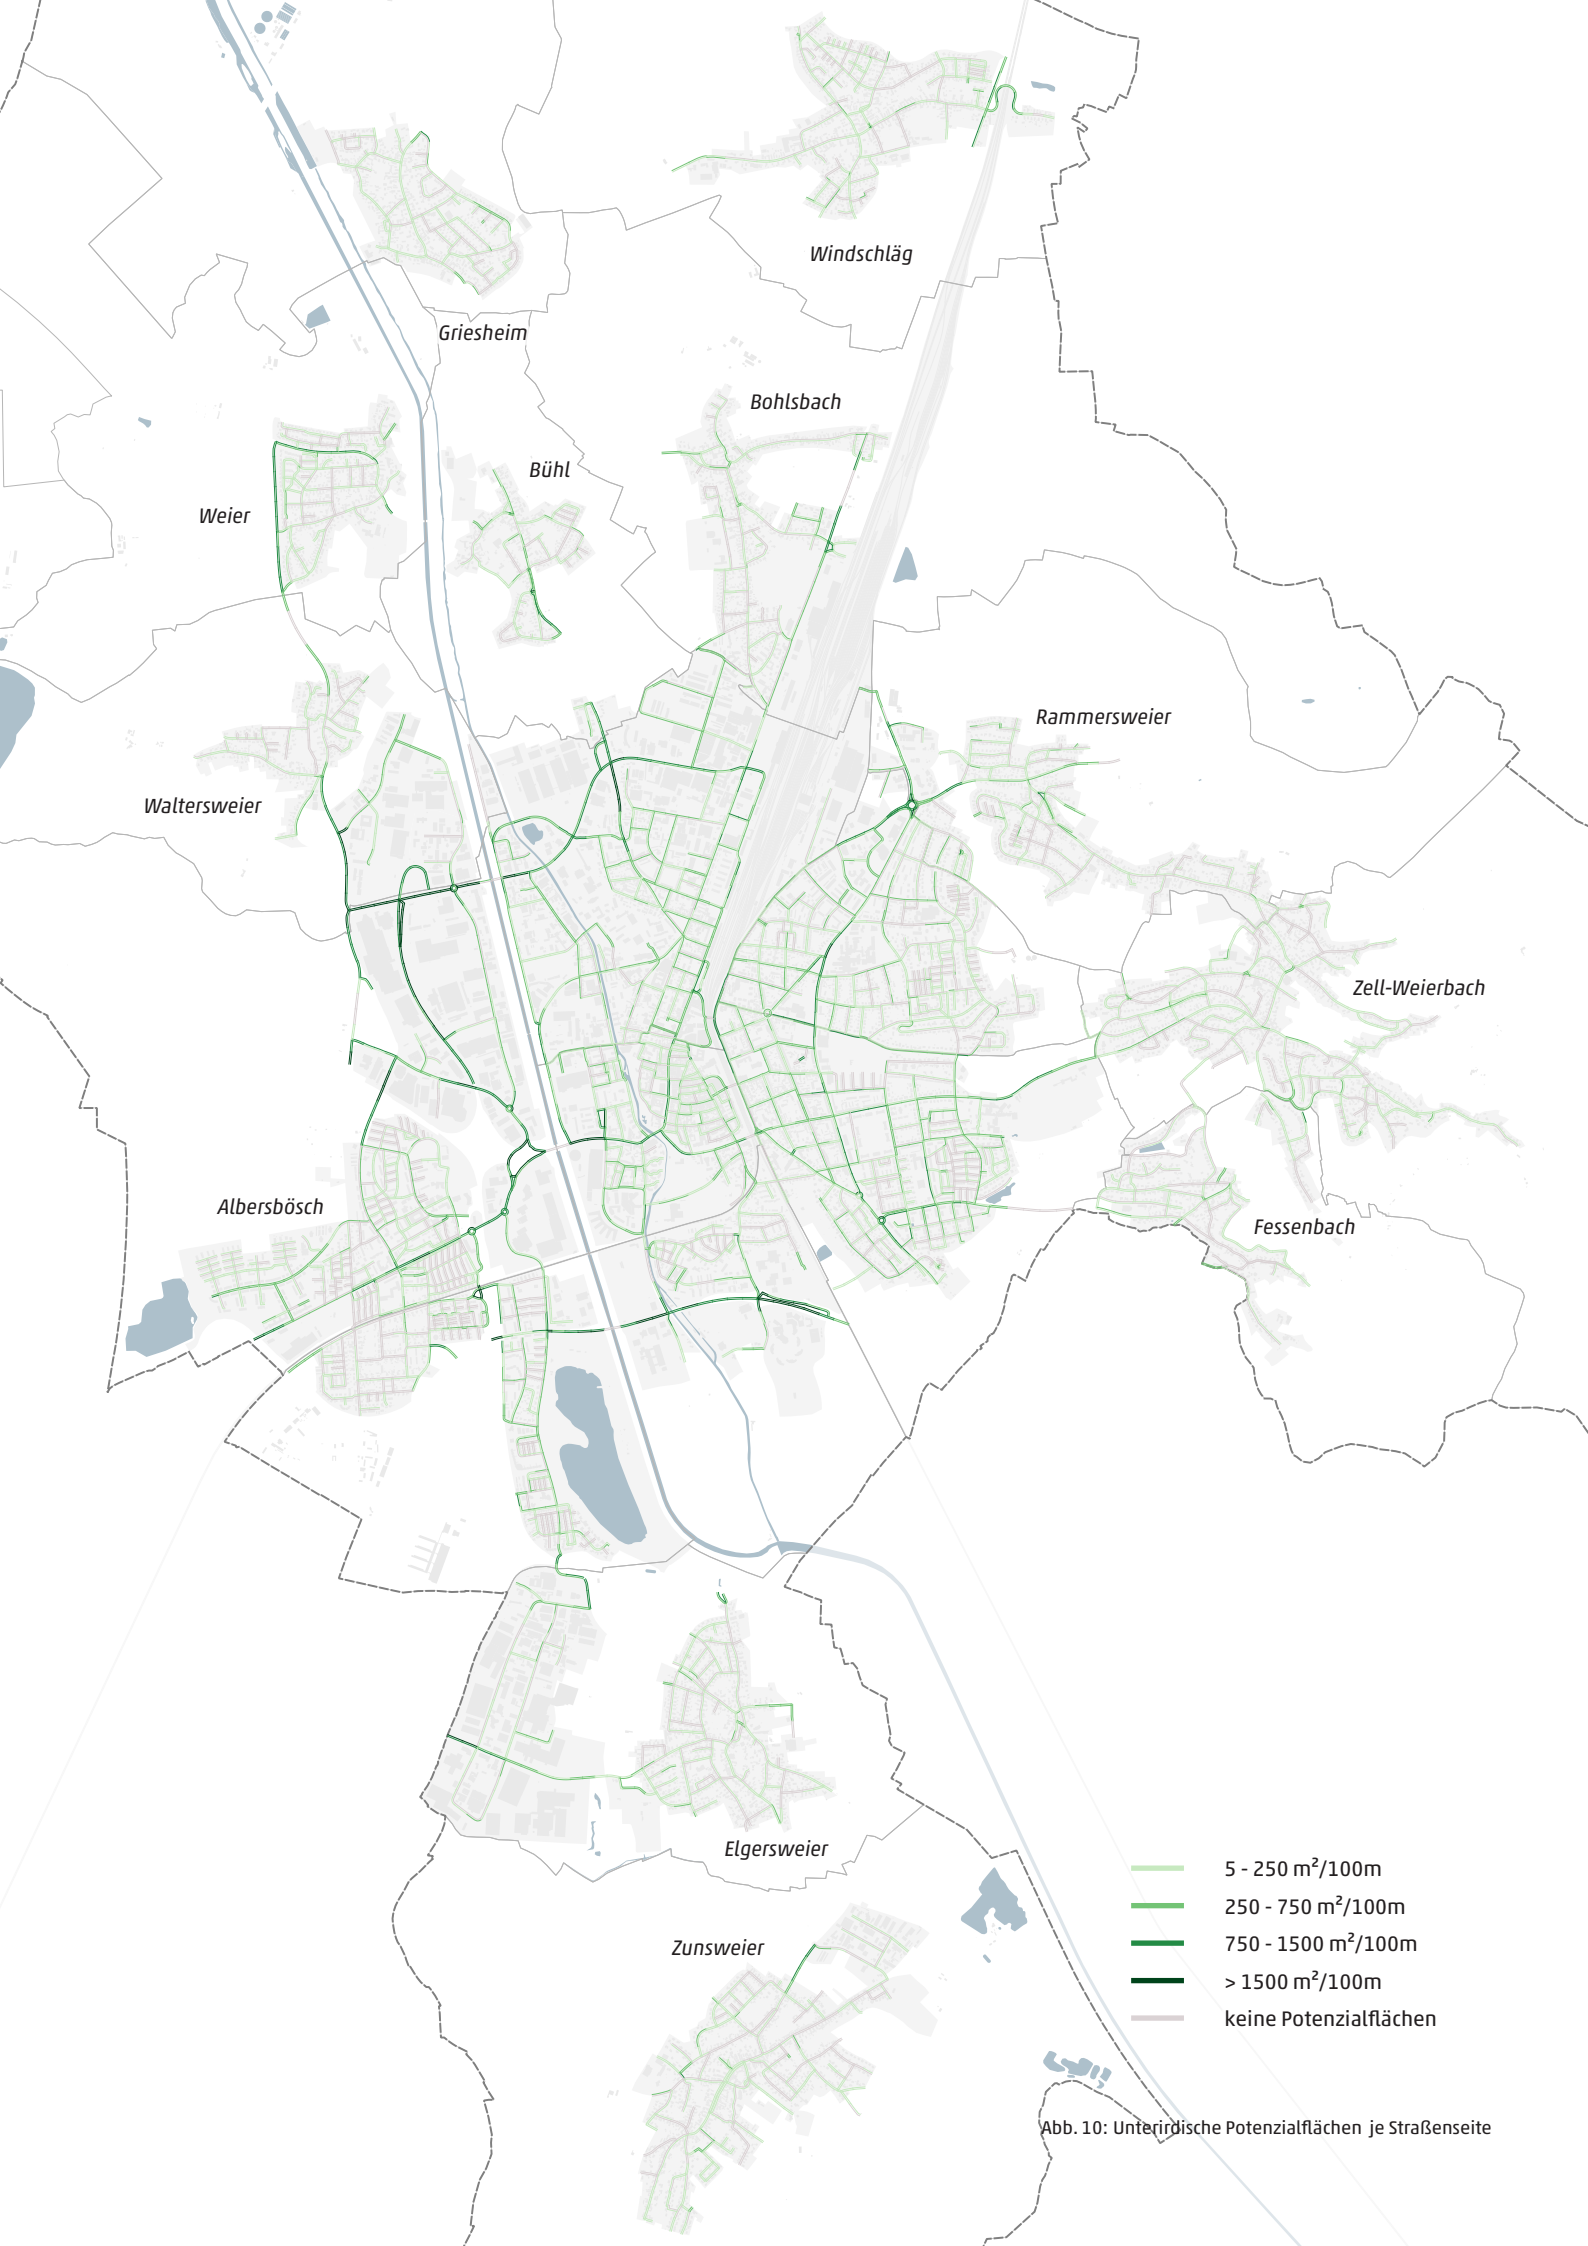 Windschläg
Griesheim
Bohlsbach
Bühl
Weier
Rammersweier
Waltersweier
Zell-Weierbach
Albersbösch
Fessenbach
Elgersweier
Zunsweier
5 - 250 m²/100m
250 - 750 m²/100m
750 - 1500 m²/100m
> 1500 m²/100m
keine Potenzialflächen
Abb. 10: Unterirdische Potenzialflächen je Straßenseite